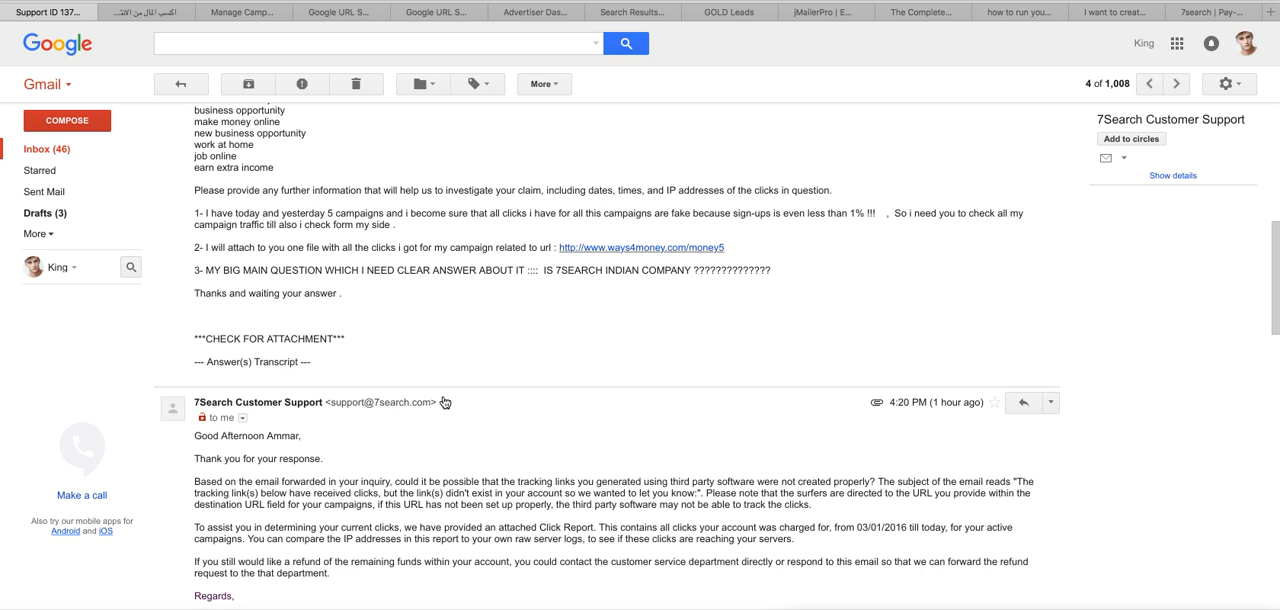 Support ID 137...
اكسب المال من الانتـ...
Manage Camp...
Google URL S...
Google URL S...
Advertiser Das...
Search Results...
GOLD Leads
jMailerPro | E...
The Complete...
how to run you...
I want to creat...
7search | Pay-...
Google
King
Gmail
More
4 of 1,008
COMPOSE
Inbox (46)
Starred
Sent Mail
Drafts (3)
More
King
Make a call
Also try our mobile apps for
Android and iOS
business opportunity
make money online
new business opportunity
work at home
job online
earn extra income
Please provide any further information that will help us to investigate your claim, including dates, times, and IP addresses of the clicks in question.
1- I have today and yesterday 5 campaigns and i become sure that all clicks i have for all this campaigns are fake because sign-ups is even less than 1% !!! , So i need you to check all my
campaign traffic till also i check form my side .
2- I will attach to you one file with all the clicks i got for my campaign related to url : http://www.ways4money.com/money5
3- MY BIG MAIN QUESTION WHICH I NEED CLEAR ANSWER ABOUT IT :::: IS 7SEARCH INDIAN COMPANY ??????????????
Thanks and waiting your answer .
***CHECK FOR ATTACHMENT***
--- Answer(s) Transcript ---
7Search Customer Support <support@7search.com>
4:20 PM (1 hour ago)
to me
Good Afternoon Ammar,
Thank you for your response.
Based on the email forwarded in your inquiry, could it be possible that the tracking links you generated using third party software were not created properly? The subject of the email reads "The
tracking link(s) below have received clicks, but the link(s) didn't exist in your account so we wanted to let you know:". Please note that the surfers are directed to the URL you provide within the
destination URL field for your campaigns, if this URL has not been set up properly, the third party software may not be able to track the clicks.
To assist you in determining your current clicks, we have provided an attached Click Report. This contains all clicks your account was charged for, from 03/01/2016 till today, for your active
campaigns. You can compare the IP addresses in this report to your own raw server logs, to see if these clicks are reaching your servers.
If you still would like a refund of the remaining funds within your account, you could contact the customer service department directly or respond to this email so that we can forward the refund
request to the that department.
Regards,
7Search Customer Support
Add to circles
Show details